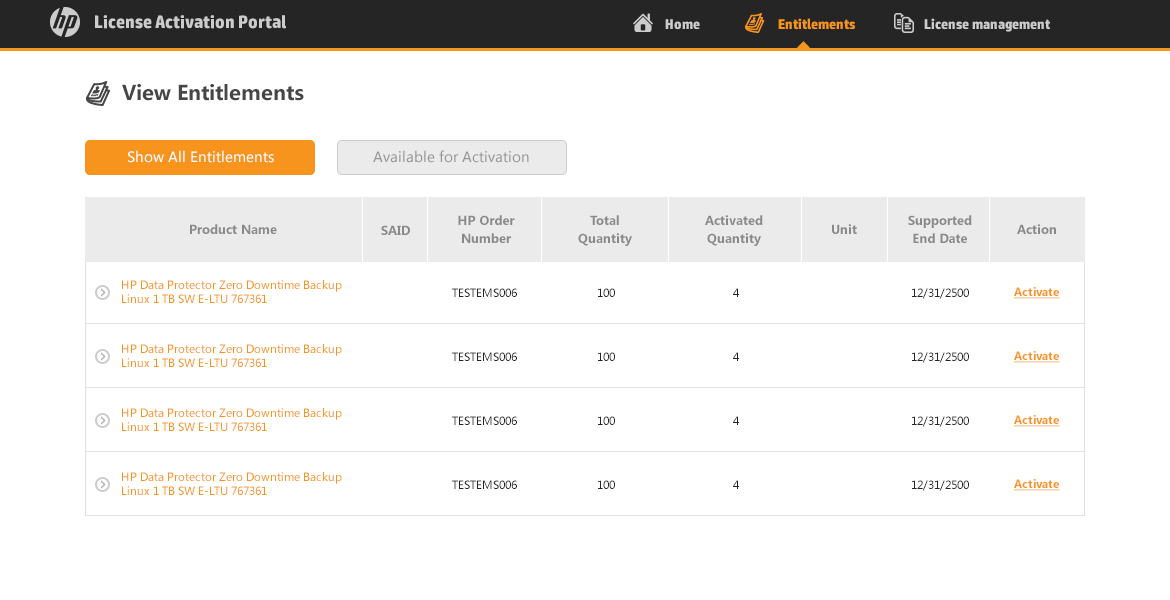 hp License Activation Portal Home Entitlements License management
View Entitlements
Show All Entitlements Available for Activation
Product Name SAID HP Order Number Total Quantity Activated Quantity Unit Supported End Date Action
HP Data Protector Zero Downtime Backup
Linux 1 TB SW E-LTU 767361
TESTEMS006 100 4 12/31/2500 Activate
HP Data Protector Zero Downtime Backup
Linux 1 TB SW E-LTU 767361
TESTEMS006 100 4 12/31/2500 Activate
HP Data Protector Zero Downtime Backup
Linux 1 TB SW E-LTU 767361
TESTEMS006 100 4 12/31/2500 Activate
HP Data Protector Zero Downtime Backup
Linux 1 TB SW E-LTU 767361
TESTEMS006 100 4 12/31/2500 Activate